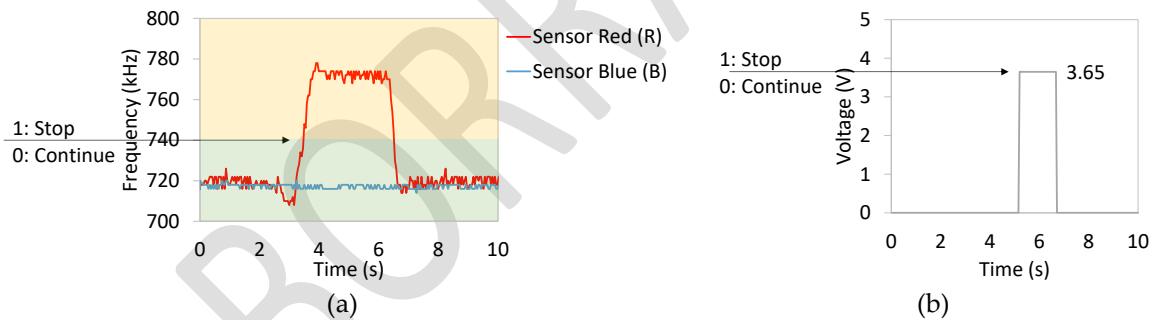 800
780
760
740
720
700
Frequency (kHz)
0 2 4 6 8 10
Time (s)
Sensor Red (R)
Sensor Blue (B)
1: Stop
0: Continue
(a)
5
4
3
2
1
0
Voltage (V)
0 2 4 6 8 10
Time (s)
3.65
1: Stop
0: Continue
(b)
BORRA